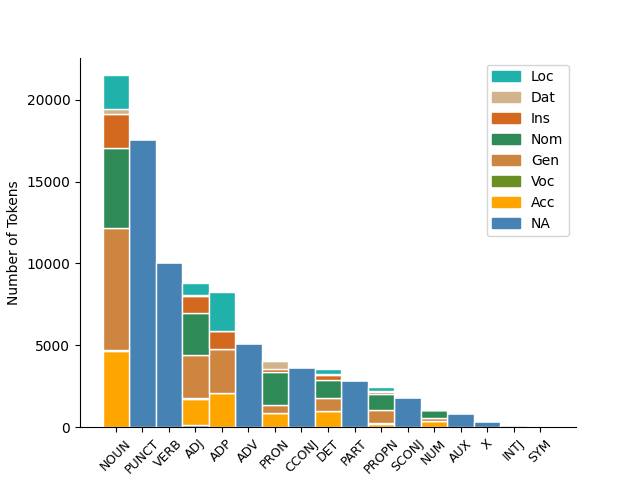 Number of Tokens
20000
15000
10000
5000
0
Loc
Dat
Ins
Nom
Gen
Voc
Acc
NA
NOUN
PUNCT
VERB
ADJ
ADP
ADV
PRON
CCONJ
DET
PART
PROPN
SCONJ
NUM
AUX
X
INTJ
SYM